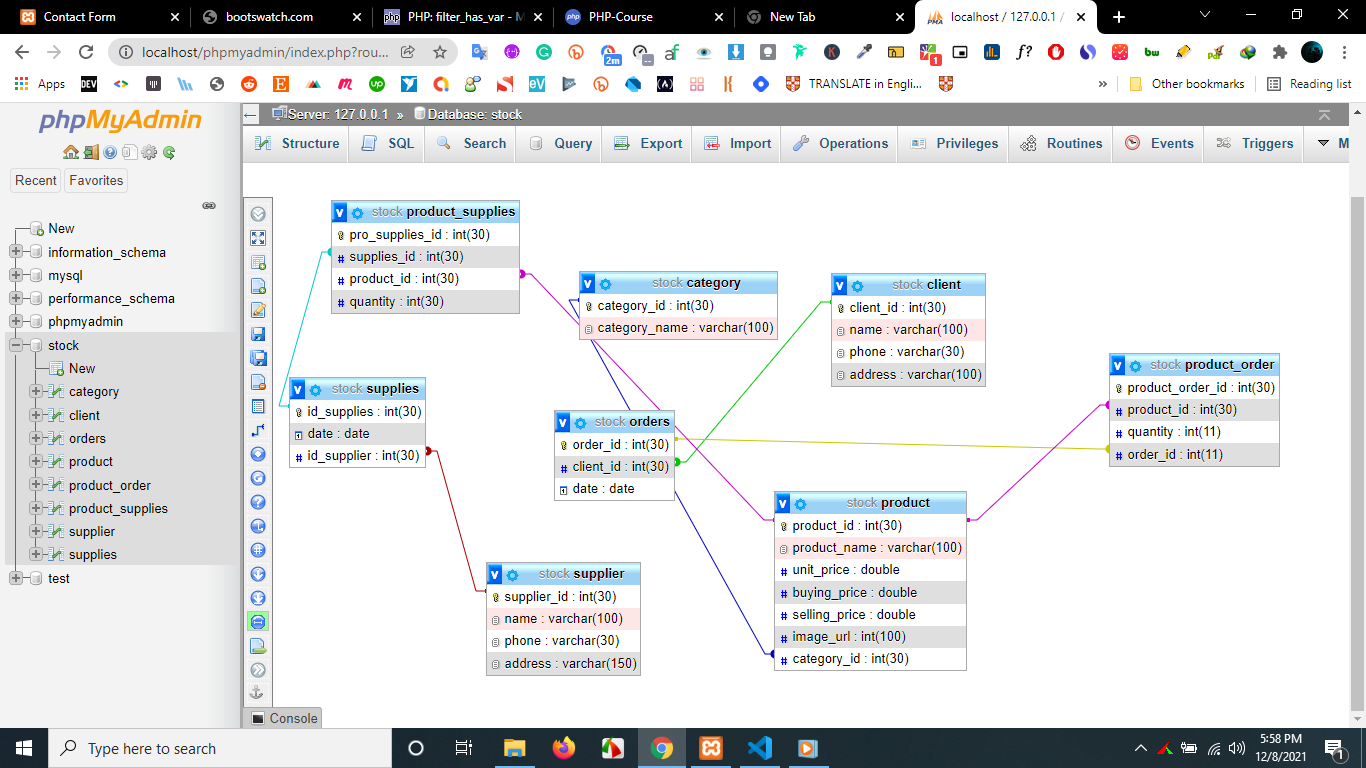 Contact Form
bootswatch.com
PHP: filter_has_var - M
PHP-Course
New Tab
localhost / 127.0.0.1 /
localhost/phpmyadmin/index.php?rou...
2m
f?
bw
1
Apps
DEV
up
eV
TRANSLATE in Englis...
Other bookmarks
Reading list
phpMyAdmin
Recent
Favorites
New
information_schema
mysql
performance_schema
phpmyadmin
stock
New
category
client
orders
product
product_order
product_supplies
supplier
supplies
test
Server: 127.0.0.1 » Database: stock
Structure
SQL
Search
Query
Export
Import
Operations
Privileges
Routines
Events
Triggers
M
stock product_supplies
pro_supplies_id : int(30)
supplies_id : int(30)
product_id : int(30)
quantity : int(30)
stock category
category_id : int(30)
category_name : varchar(100)
stock client
client_id : int(30)
name : varchar(100)
phone : varchar(30)
address : varchar(100)
stock product_order
product_order_id : int(30)
product_id : int(30)
quantity : int(11)
order_id : int(11)
stock supplies
id_supplies : int(30)
date : date
id_supplier : int(30)
stock orders
order_id : int(30)
client_id : int(30)
date : date
stock product
product_id : int(30)
product_name : varchar(100)
unit_price : double
buying_price : double
selling_price : double
image_url : int(100)
category_id : int(30)
stock supplier
supplier_id : int(30)
name : varchar(100)
phone : varchar(30)
address : varchar(150)
Console
Type here to search
5:58 PM
12/8/2021
1